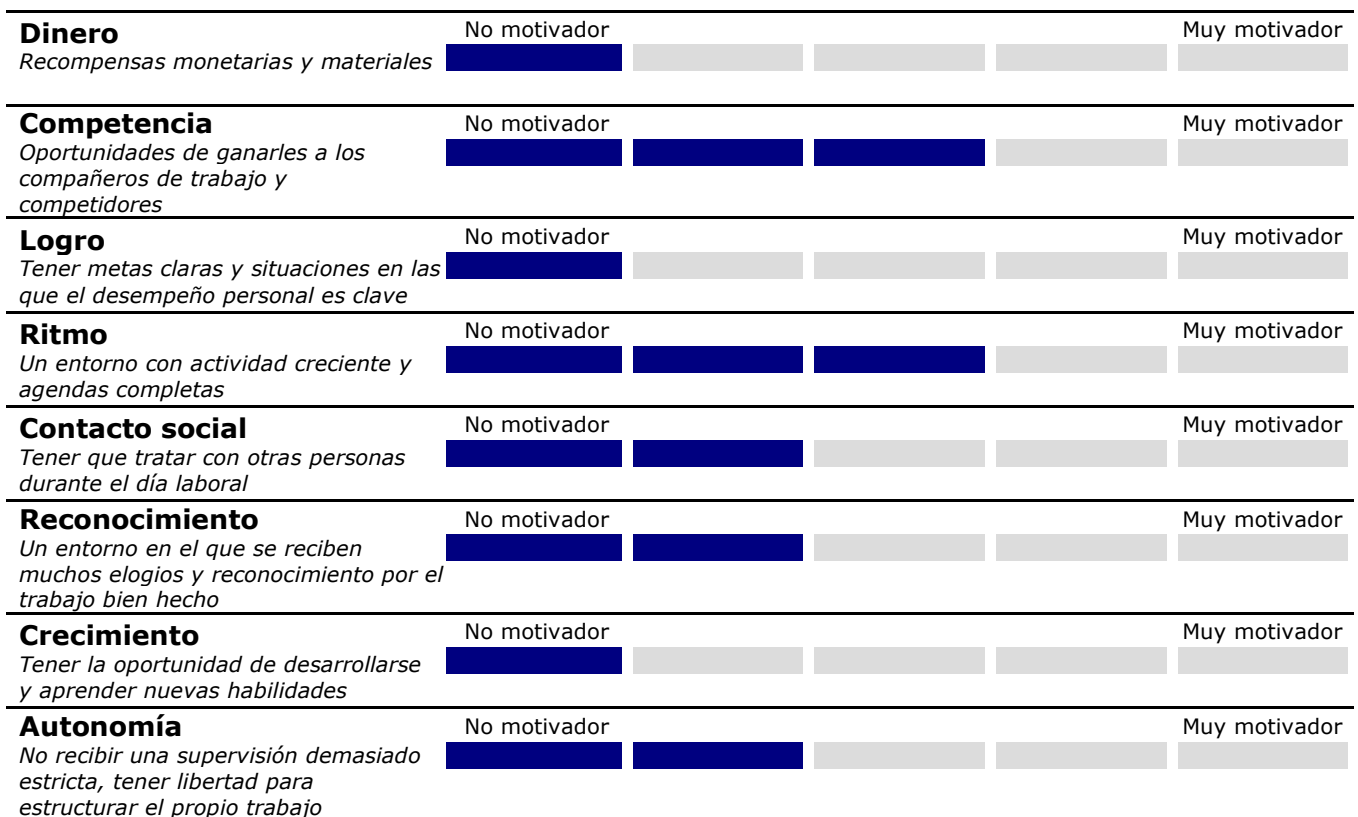 Dinero
No motivador
Muy motivador
Recompensas monetarias y materiales
Competencia
No motivador
Muy motivador
Oportunidades de ganarles a los
compañeros de trabajo y
competidores
Logro
No motivador
Muy motivador
Tener metas claras y situaciones en las
que el desempeño personal es clave
Ritmo
No motivador
Muy motivador
Un entorno con actividad creciente y
agendas completas
Contacto social
No motivador
Muy motivador
Tener que tratar con otras personas
durante el día laboral
Reconocimiento
No motivador
Muy motivador
Un entorno en el que se reciben
muchos elogios y reconocimiento por el
trabajo bien hecho
Crecimiento
No motivador
Muy motivador
Tener la oportunidad de desarrollarse
y aprender nuevas habilidades
Autonomía
No motivador
Muy motivador
No recibir una supervisión demasiado
estricta, tener libertad para
estructurar el propio trabajo